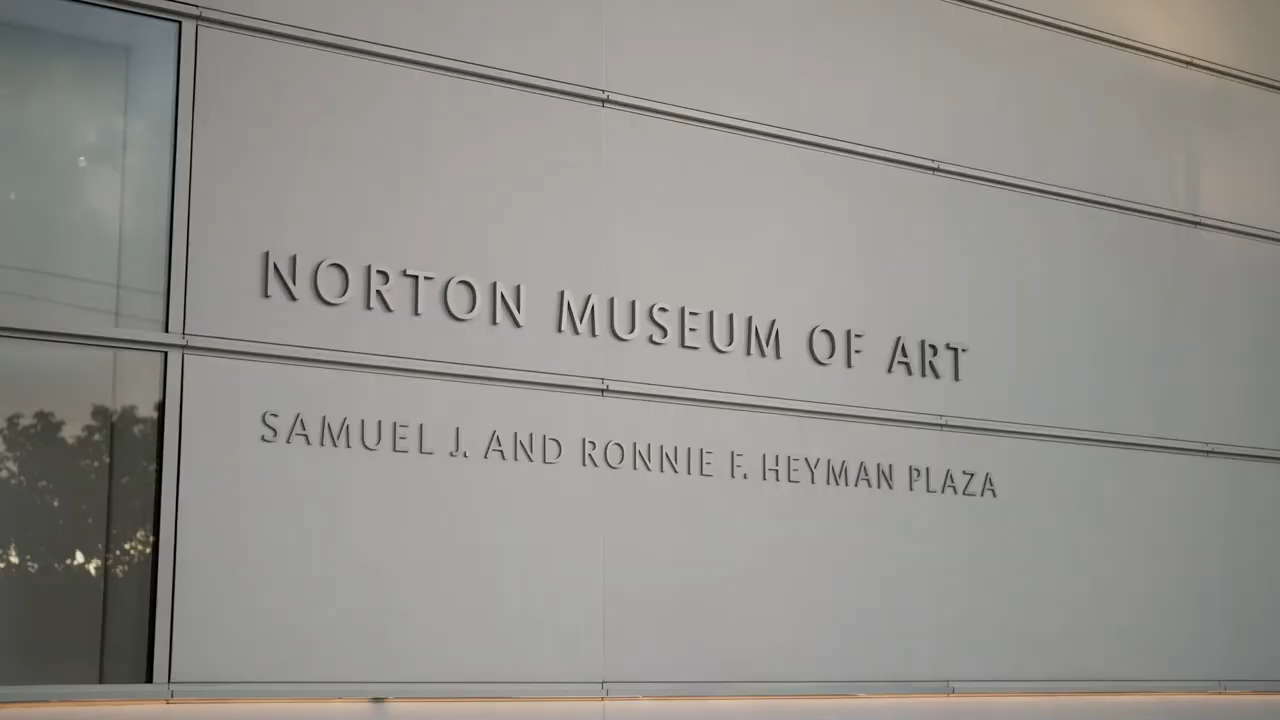 NORTON MUSEUM OF ART
SAMUEL J. AND RONNIE F. HEYMAN PLAZA